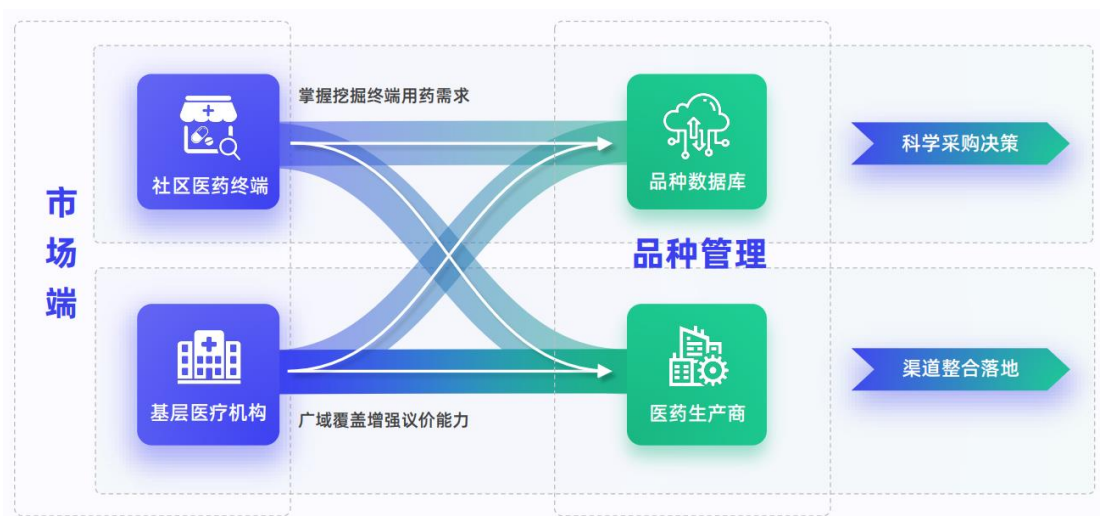 市场端
社区医药终端
掌握挖掘终端用药需求
品种数据库
科学采购决策
品种管理
基层医疗机构
广域覆盖增强议价能力
医药生产商
渠道整合落地